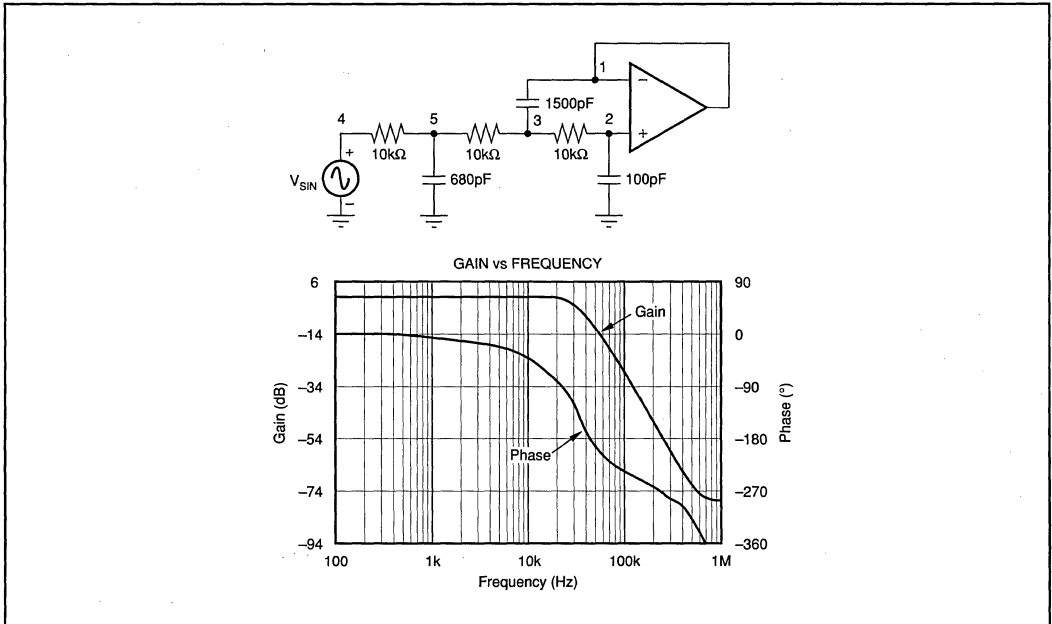 1
1500pF
−
4
5
3
2
+
10kΩ
10kΩ
10kΩ
+
V_SIN
−
680pF
100pF
GAIN vs FREQUENCY
6
−14
−34
−54
−74
−94
Gain (dB)
90
0
−90
−180
−270
−360
Phase (°)
Gain
Phase
100
1k
10k
100k
1M
Frequency (Hz)